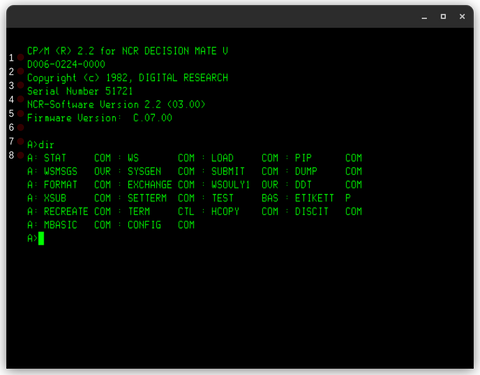 CP/M (R) 2.2 for NCR DECISION MATE V
D006-0224-0000
Copyright (c) 1982, DIGITAL RESEARCH
Serial Number 51721
NCR-Software Version 2.2 (03.00)
Firmware Version: C.07.00
A>dir
A: STAT COM : WS COM : LOAD COM : PIP COM
A: WSMSGS OVR : SYSGEN COM : SUBMIT COM : DUMP COM
A: FORMAT COM : EXCHANGE COM : WSOVLY1 OVR : DDT COM
A: XSUB COM : SETTERM COM : TEST BAS : ETIKETT P
A: RECREATE COM : TERM CTL : HCOPY COM : DISCIT COM
A: MBASIC COM : CONFIG COM
A>
1
2
3
4
5
6
7
8